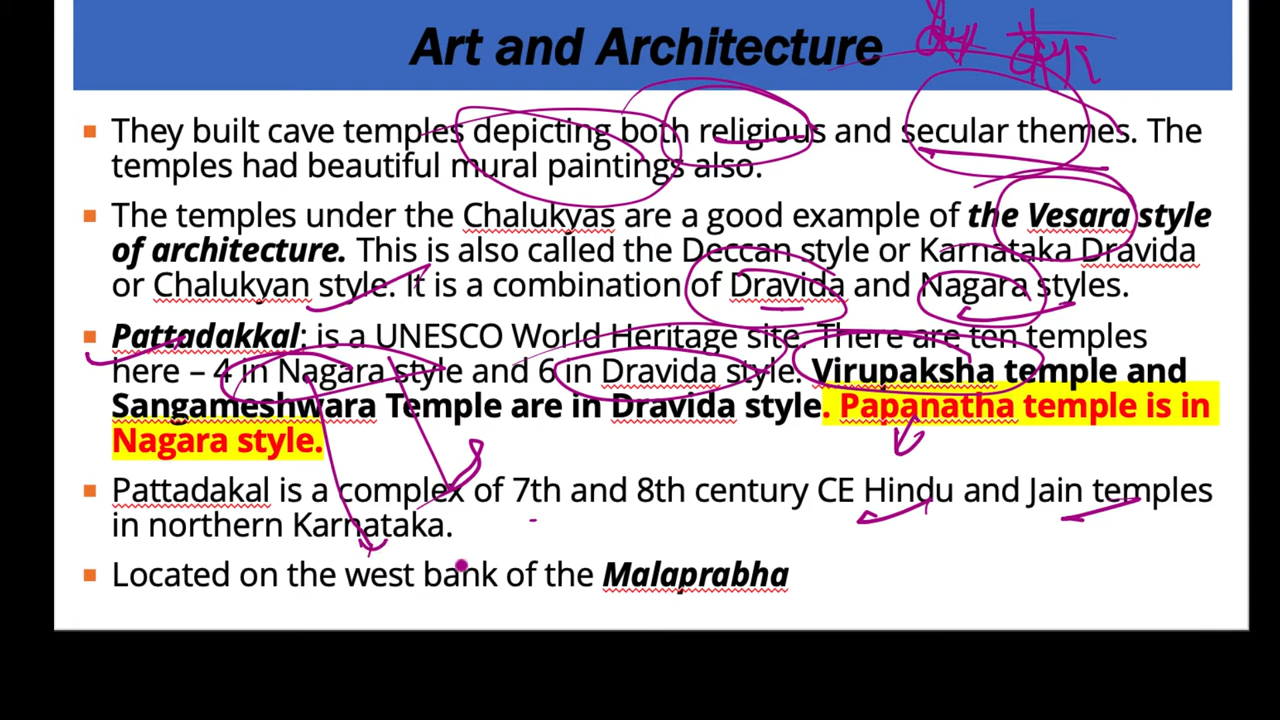 Art and Architecture
▪ They built cave temples depicting both religious and secular themes. The
temples had beautiful mural paintings also.
▪ The temples under the Chalukyas are a good example of the Vesara style
of architecture. This is also called the Deccan style or Karnataka Dravida
or Chalukyan style. It is a combination of Dravida and Nagara styles.
▪ Pattadakkal: is a UNESCO World Heritage site. There are ten temples
here – 4 in Nagara style and 6 in Dravida style. Virupaksha temple and
Sangameshwara Temple are in Dravida style. Papanatha temple is in
Nagara style.
▪ Pattadakal is a complex of 7th and 8th century CE Hindu and Jain temples
in northern Karnataka.
▪ Located on the west bank of the Malaprabha